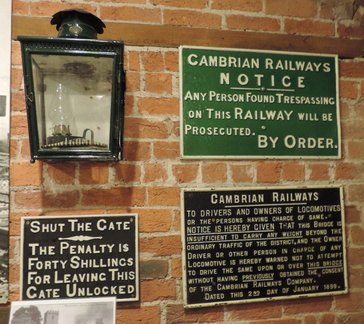 CAMBRIAN RAILWAYS
NOTICE
ANY PERSON FOUND TRESPASSING
ON THIS RAILWAY WILL BE
PROSECUTED.
BY ORDER.
SHUT THE GATE
THE PENALTY IS
FORTY SHILLINGS
FOR LEAVING THIS
GATE UNLOCKED
CAMBRIAN RAILWAYS
TO DRIVERS AND OWNERS OF LOCOMOTIVES
OR THE "PERSONS HAVING CHARGE OF SAME."
NOTICE IS HEREBY GIVEN THAT THIS BRIDGE IS
INSUFFICIENT TO CARRY ANY WEIGHT BEYOND THE
ORDINARY TRAFFIC OF THE DISTRICT, AND THE OWNER
DRIVER OR OTHER PERSON IN CHARGE OF ANY
LOCOMOTIVE IS HEREBY WARNED NOT TO ATTEMPT
TO DRIVE THE SAME UPON OR OVER THIS BRIDGE
WITHOUT HAVING PREVIOUSLY OBTAINED THE CONSENT
OF THE CAMBRIAN RAILWAYS COMPANY.
DATED THIS 2ND DAY OF JANUARY 1899.